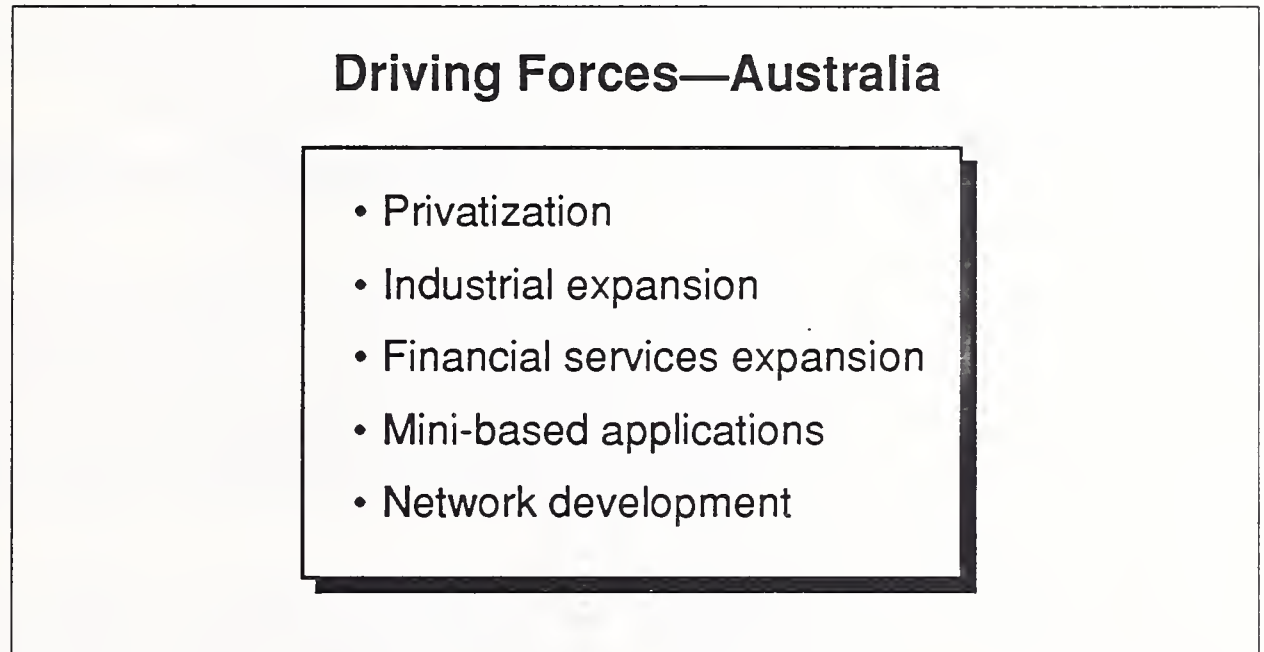 Driving Forces—Australia
• Privatization
• Industrial expansion
• Financial services expansion
• Mini-based applications
• Network development